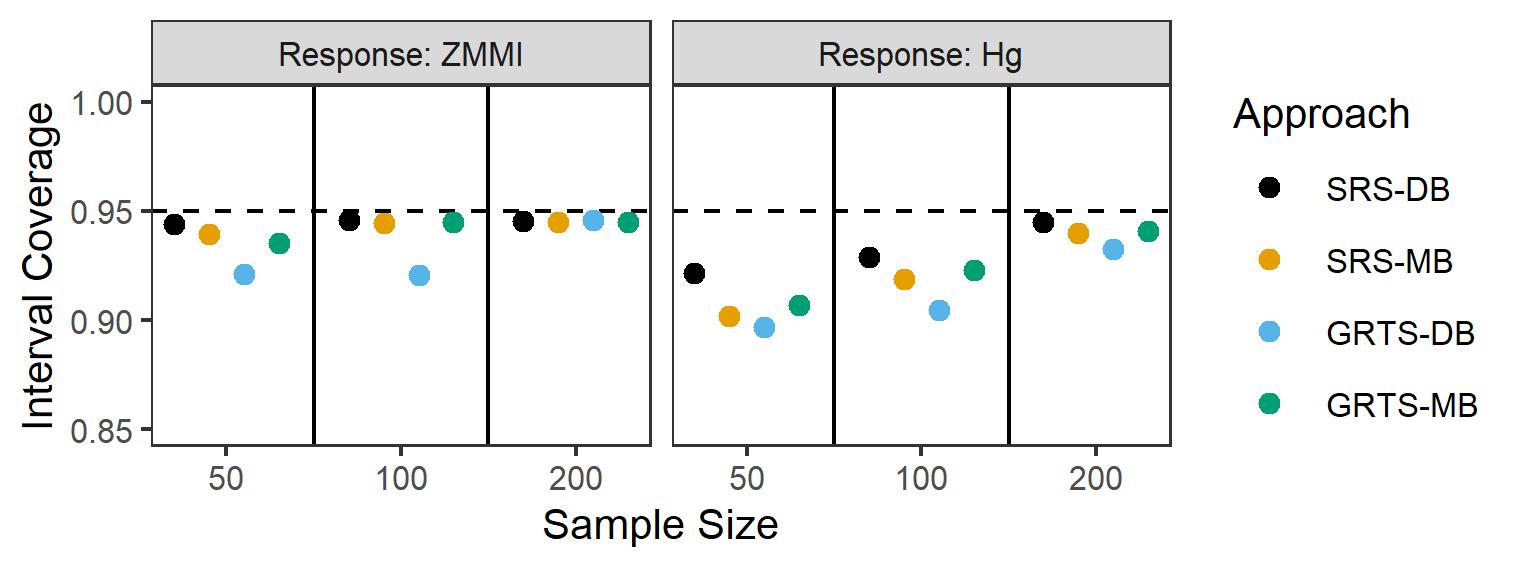 Response: ZMMI
Response: Hg
Interval Coverage
1.00
0.95
0.90
0.85
50
100
200
50
100
200
Sample Size
Approach
SRS-DB
SRS-MB
GRTS-DB
GRTS-MB